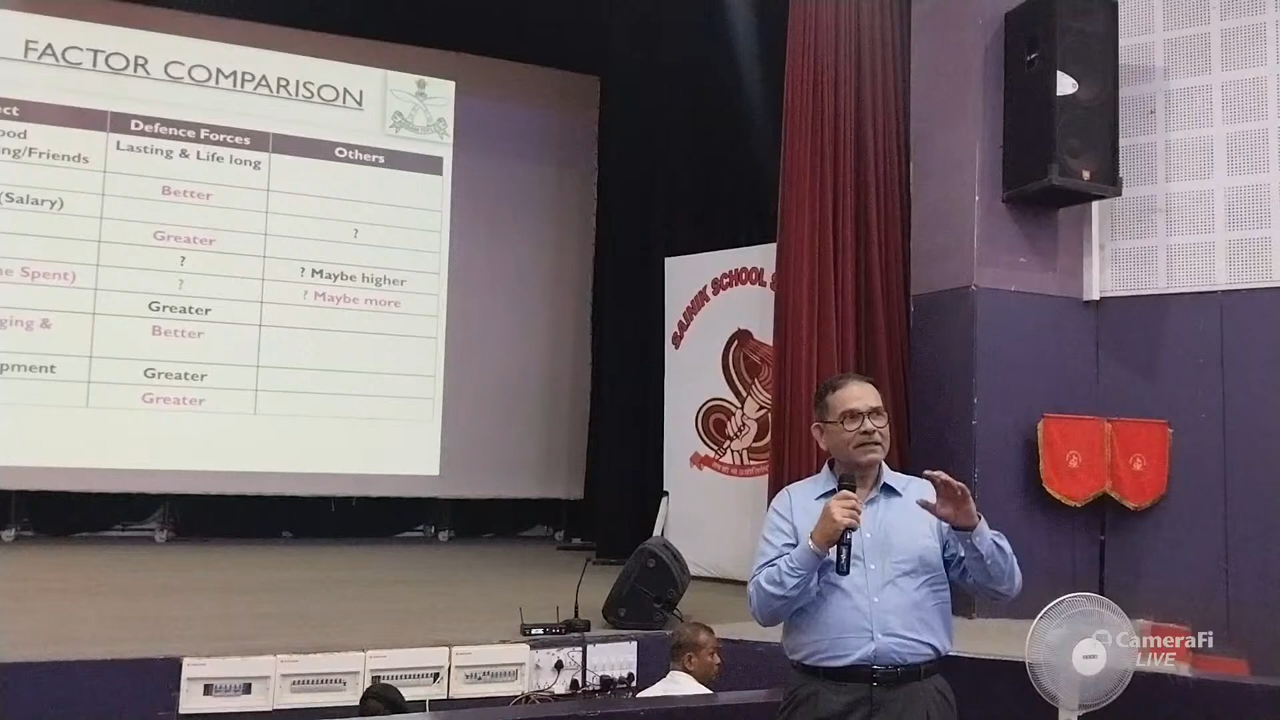 FACTOR COMPARISON
ect Defence Forces Others
ood
ng/Friends Lasting & Life long
Better
(Salary)
Greater ?
? ? Maybe higher
e Spent) ? ? Maybe more
Greater
ging & Better
pment Greater
Greater
SAINIK SCHOOL S
CameraFi
LIVE